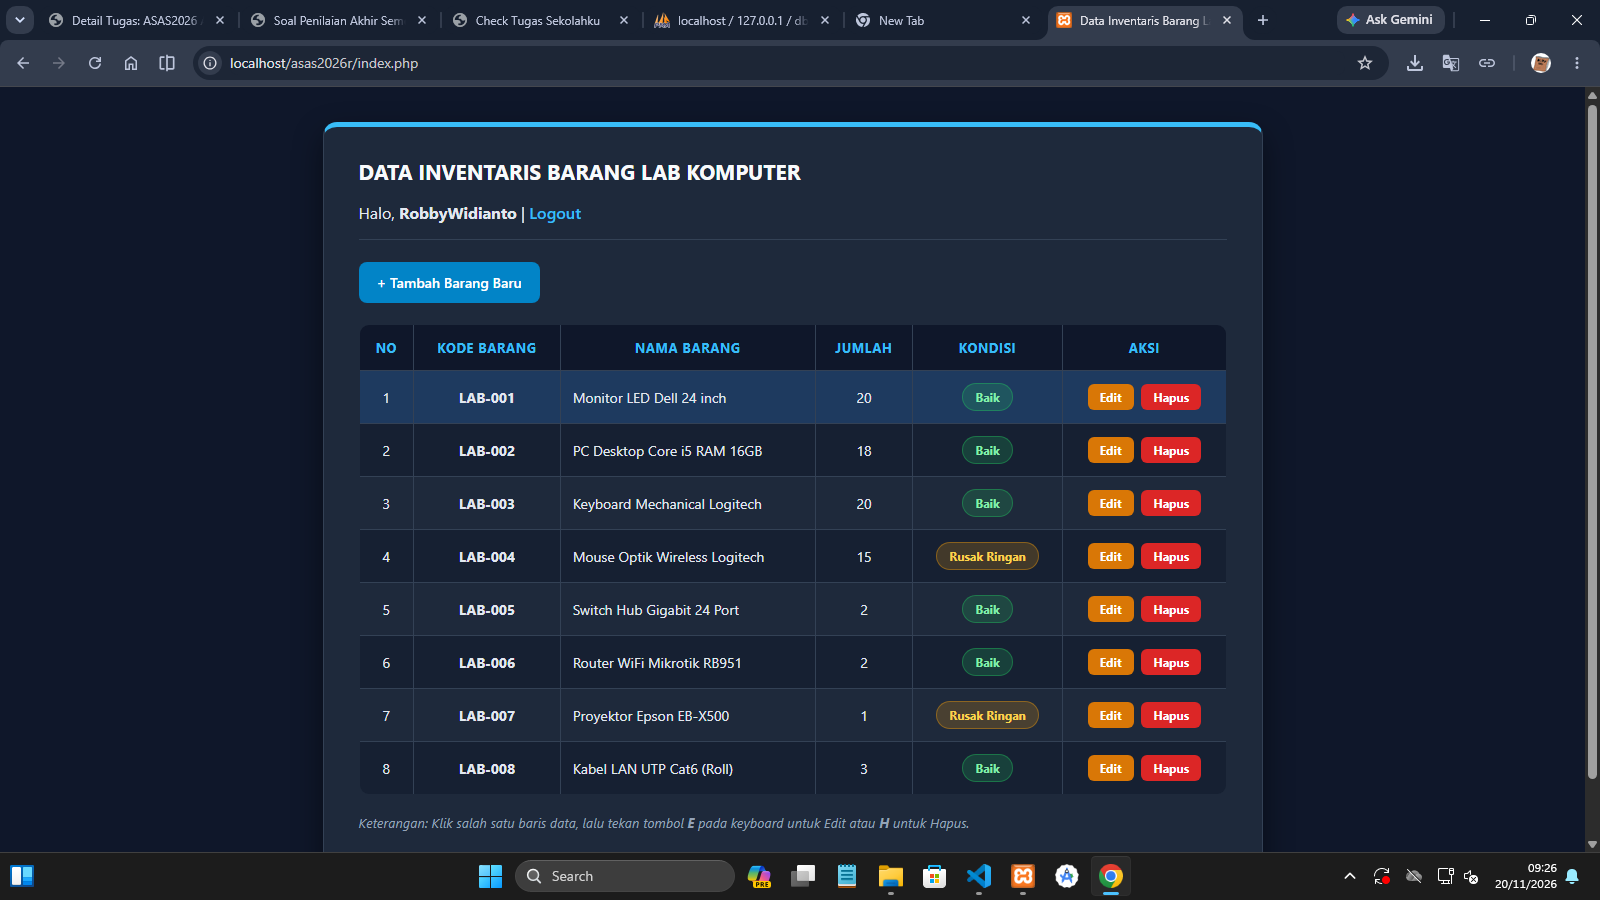 Detail Tugas: ASAS2026
Soal Penilaian Akhir Sem
Check Tugas Sekolahku
localhost / 127.0.0.1 / db
New Tab
Data Inventaris Barang L
Ask Gemini
localhost/asas2026r/index.php
DATA INVENTARIS BARANG LAB KOMPUTER
Halo, RobbyWidianto | Logout
+ Tambah Barang Baru
NO KODE BARANG NAMA BARANG JUMLAH KONDISI AKSI
1 LAB-001 Monitor LED Dell 24 inch 20 Baik Edit Hapus
2 LAB-002 PC Desktop Core i5 RAM 16GB 18 Baik Edit Hapus
3 LAB-003 Keyboard Mechanical Logitech 20 Baik Edit Hapus
4 LAB-004 Mouse Optik Wireless Logitech 15 Rusak Ringan Edit Hapus
5 LAB-005 Switch Hub Gigabit 24 Port 2 Baik Edit Hapus
6 LAB-006 Router WiFi Mikrotik RB951 2 Baik Edit Hapus
7 LAB-007 Proyektor Epson EB-X500 1 Rusak Ringan Edit Hapus
8 LAB-008 Kabel LAN UTP Cat6 (Roll) 3 Baik Edit Hapus
Keterangan: Klik salah satu baris data, lalu tekan tombol E pada keyboard untuk Edit atau H untuk Hapus.
Search
PRE
09:26
20/11/2026